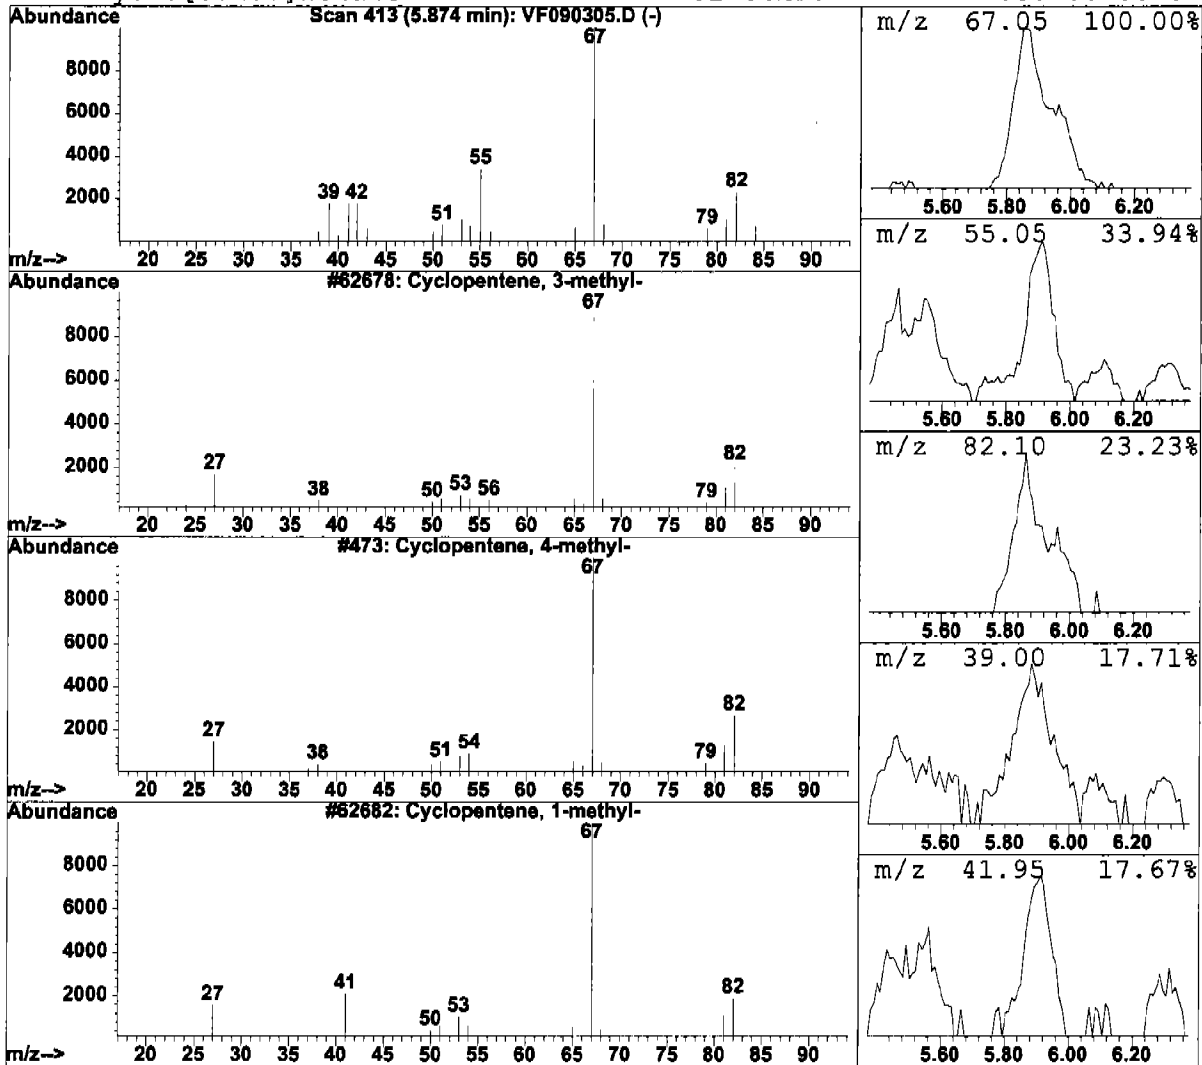 Abundance Scan 413 (5.874 min): VF090305.D (-)
67
8000
6000
4000
2000
39 42 51 55 79 82
20 25 30 35 40 45 50 55 60 65 70 75 80 85 90
m/z-->
Abundance #62678: Cyclopentene, 3-methyl-
67
8000
6000
4000
2000
27 38 50 53 56 79 82
20 25 30 35 40 45 50 55 60 65 70 75 80 85 90
m/z-->
Abundance #473: Cyclopentene, 4-methyl-
67
8000
6000
4000
2000
27 38 51 54 79 82
20 25 30 35 40 45 50 55 60 65 70 75 80 85 90
m/z-->
Abundance #62682: Cyclopentene, 1-methyl-
67
8000
6000
4000
2000
27 41 50 53 82
20 25 30 35 40 45 50 55 60 65 70 75 80 85 90
m/z-->
m/z 67.05 100.00%
5.60 5.80 6.00 6.20
m/z 55.05 33.94%
5.60 5.80 6.00 6.20
m/z 82.10 23.23%
5.60 5.80 6.00 6.20
m/z 39.00 17.71%
5.60 5.80 6.00 6.20
m/z 41.95 17.67%
5.60 5.80 6.00 6.20